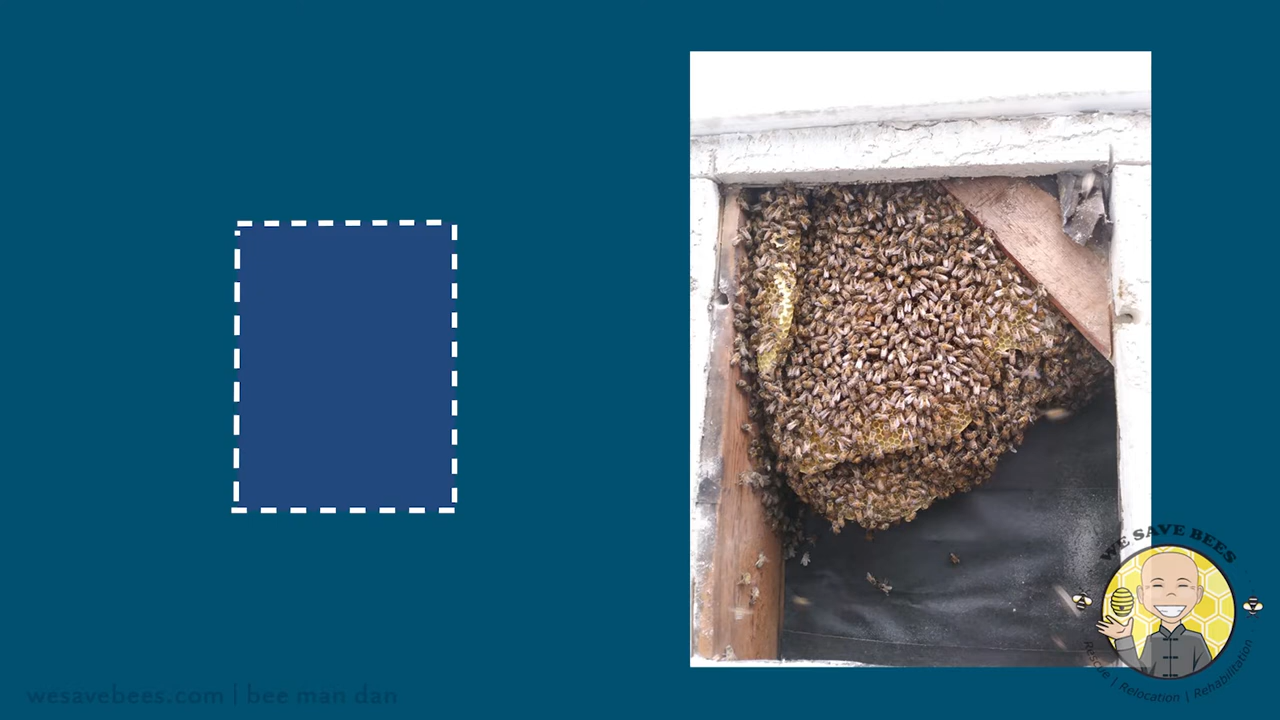 WE SAVE BEES
Rescue | Relocation | Rehabilitation
wesavebees.com | bee man dan